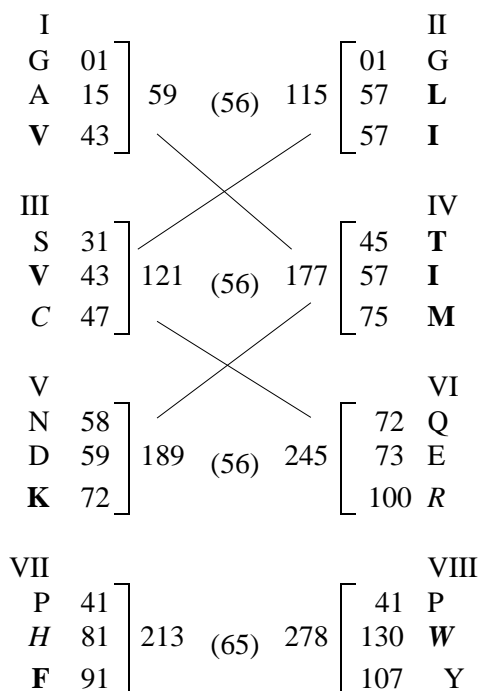 I II
G 01 01 G
A 15 59 (56) 115 57 L
V 43 57 I
III IV
S 31 45 T
V 43 121 (56) 177 57 I
C 47 75 M
V VI
N 58 72 Q
D 59 189 (56) 245 73 E
K 72 100 R
VII VIII
P 41 41 P
H 81 213 (65) 278 130 W
F 91 107 Y